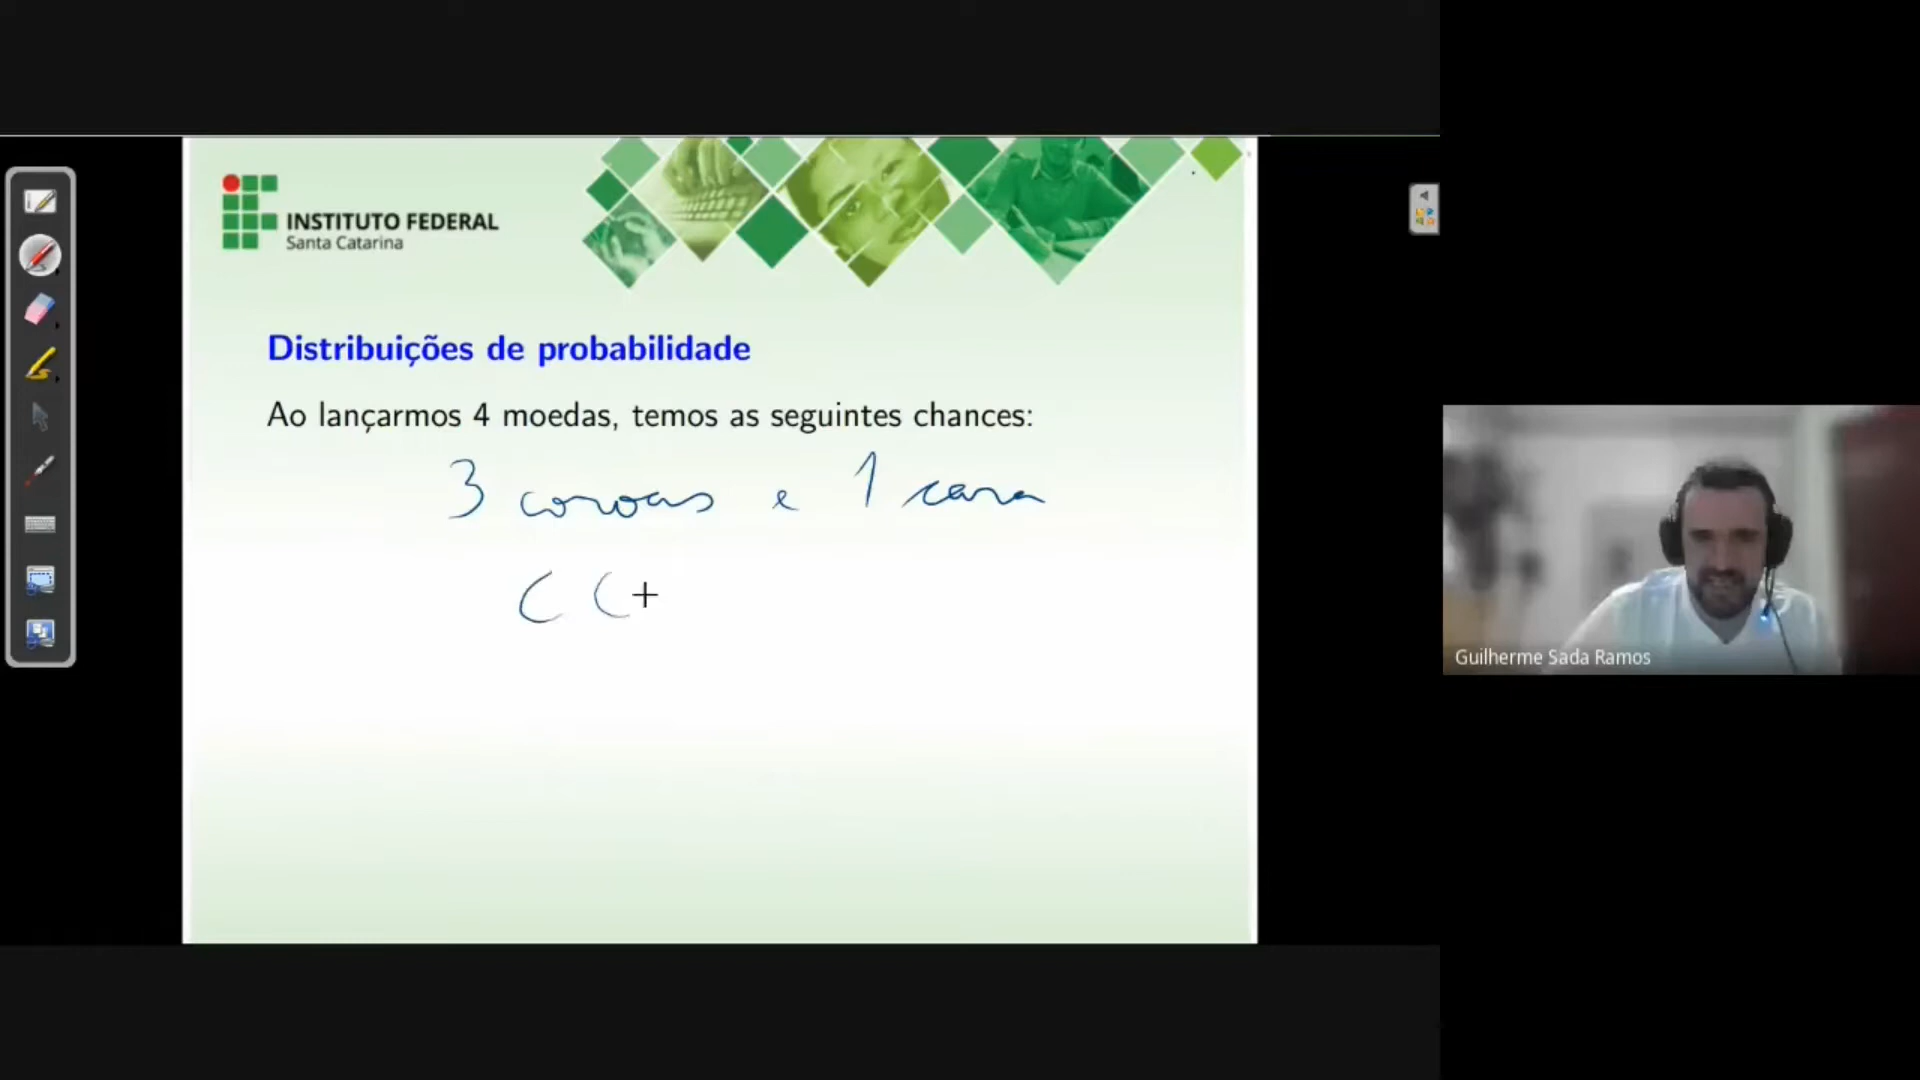 INSTITUTO FEDERAL
Santa Catarina
Distribuições de probabilidade
Ao lançarmos 4 moedas, temos as seguintes chances:
3 coroas e 1 cara
C C
Guilherme Sada Ramos